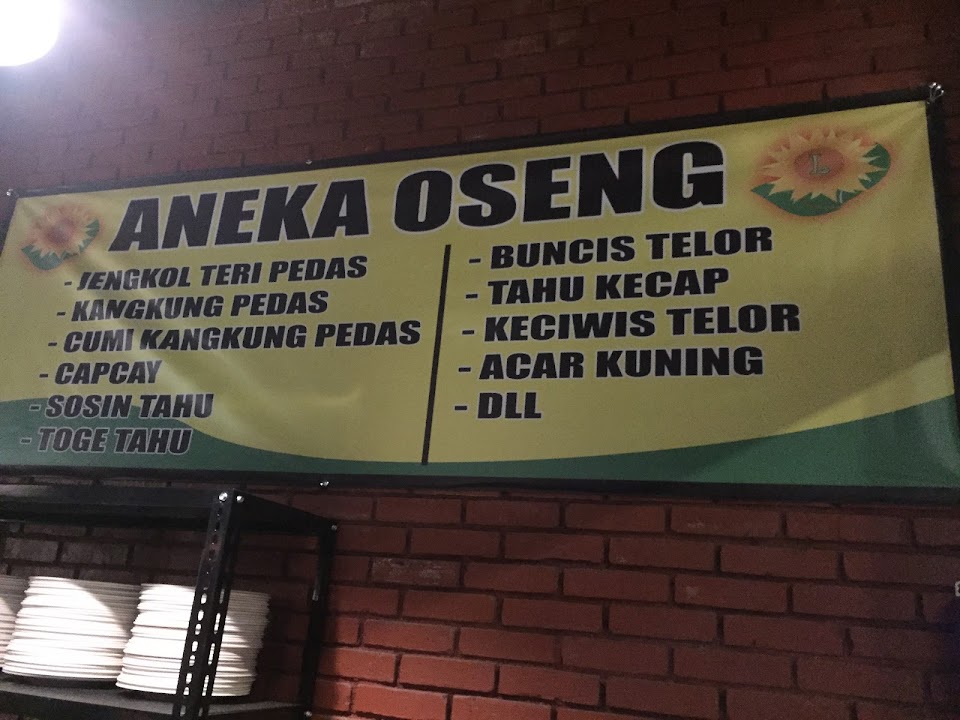 ANEKA OSENG
- JENGKOL TERI PEDAS
- KANGKUNG PEDAS
- CUMI KANGKUNG PEDAS
- CAPCAY
- SOSIN TAHU
- TOGE TAHU
- BUNCIS TELOR
- TAHU KECAP
- KECIWIS TELOR
- ACAR KUNING
- DLL
L